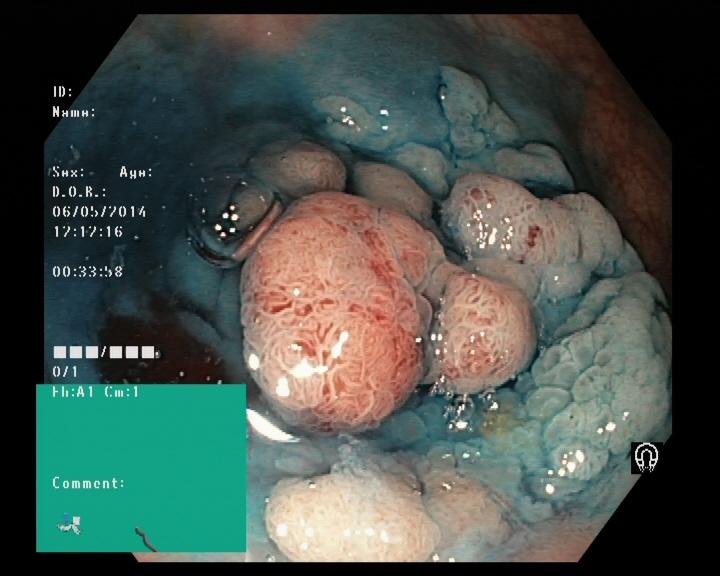 ID:
Name:
Sex: Age:
D.O.B.:
06/05/2014
12:12:16
00:33:58
■■■/■■■.
0/1
Eh:A1 Cm:1
Comment: